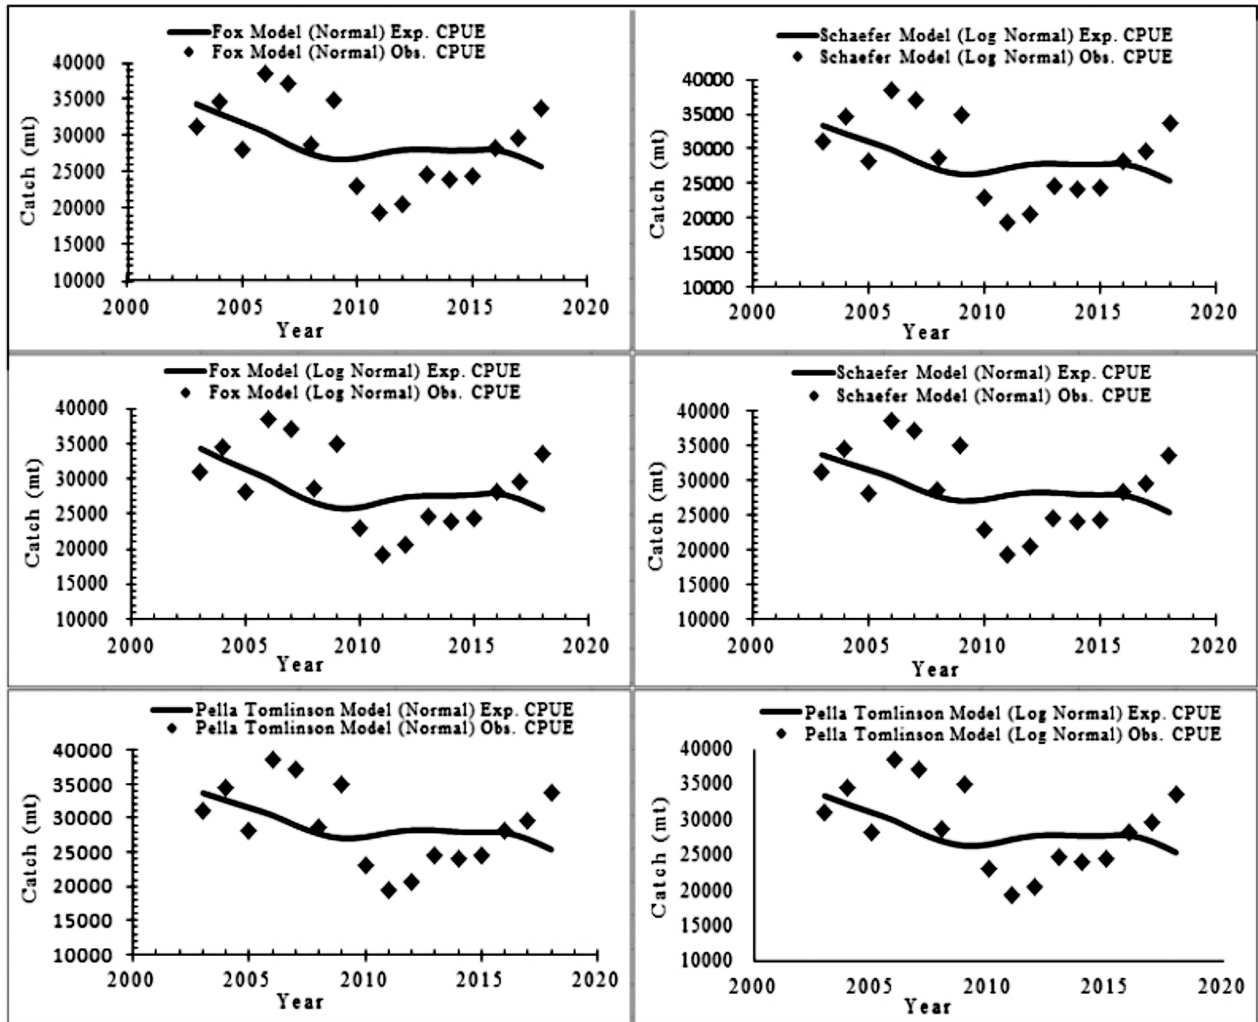 Fox Model (Normal) Exp. CPUE
Fox Model (Normal) Obs. CPUE
40000
35000
30000
25000
20000
15000
10000
Catch (mt)
2000 2005 2010 2015 2020
Year
Schaefer Model (Log Normal) Exp. CPUE
Schaefer Model (Log Normal) Obs. CPUE
40000
35000
30000
25000
20000
15000
10000
Catch (mt)
2000 2005 2010 2015 2020
Year
Fox Model (Log Normal) Exp. CPUE
Fox Model (Log Normal) Obs. CPUE
40000
35000
30000
25000
20000
15000
10000
Catch (mt)
2000 2005 2010 2015 2020
Year
Schaefer Model (Normal) Exp. CPUE
Schaefer Model (Normal) Obs. CPUE
40000
35000
30000
25000
20000
15000
10000
Catch (mt)
2000 2005 2010 2015 2020
Year
Pella Tomlinson Model (Normal) Exp. CPUE
Pella Tomlinson Model (Normal) Obs. CPUE
40000
35000
30000
25000
20000
15000
10000
Catch (mt)
2000 2005 2010 2015 2020
Year
Pella Tomlinson Model (Log Normal) Exp. CPUE
Pella Tomlinson Model (Log Normal) Obs. CPUE
40000
35000
30000
25000
20000
15000
10000
Catch (mt)
2000 2005 2010 2015 2020
Year